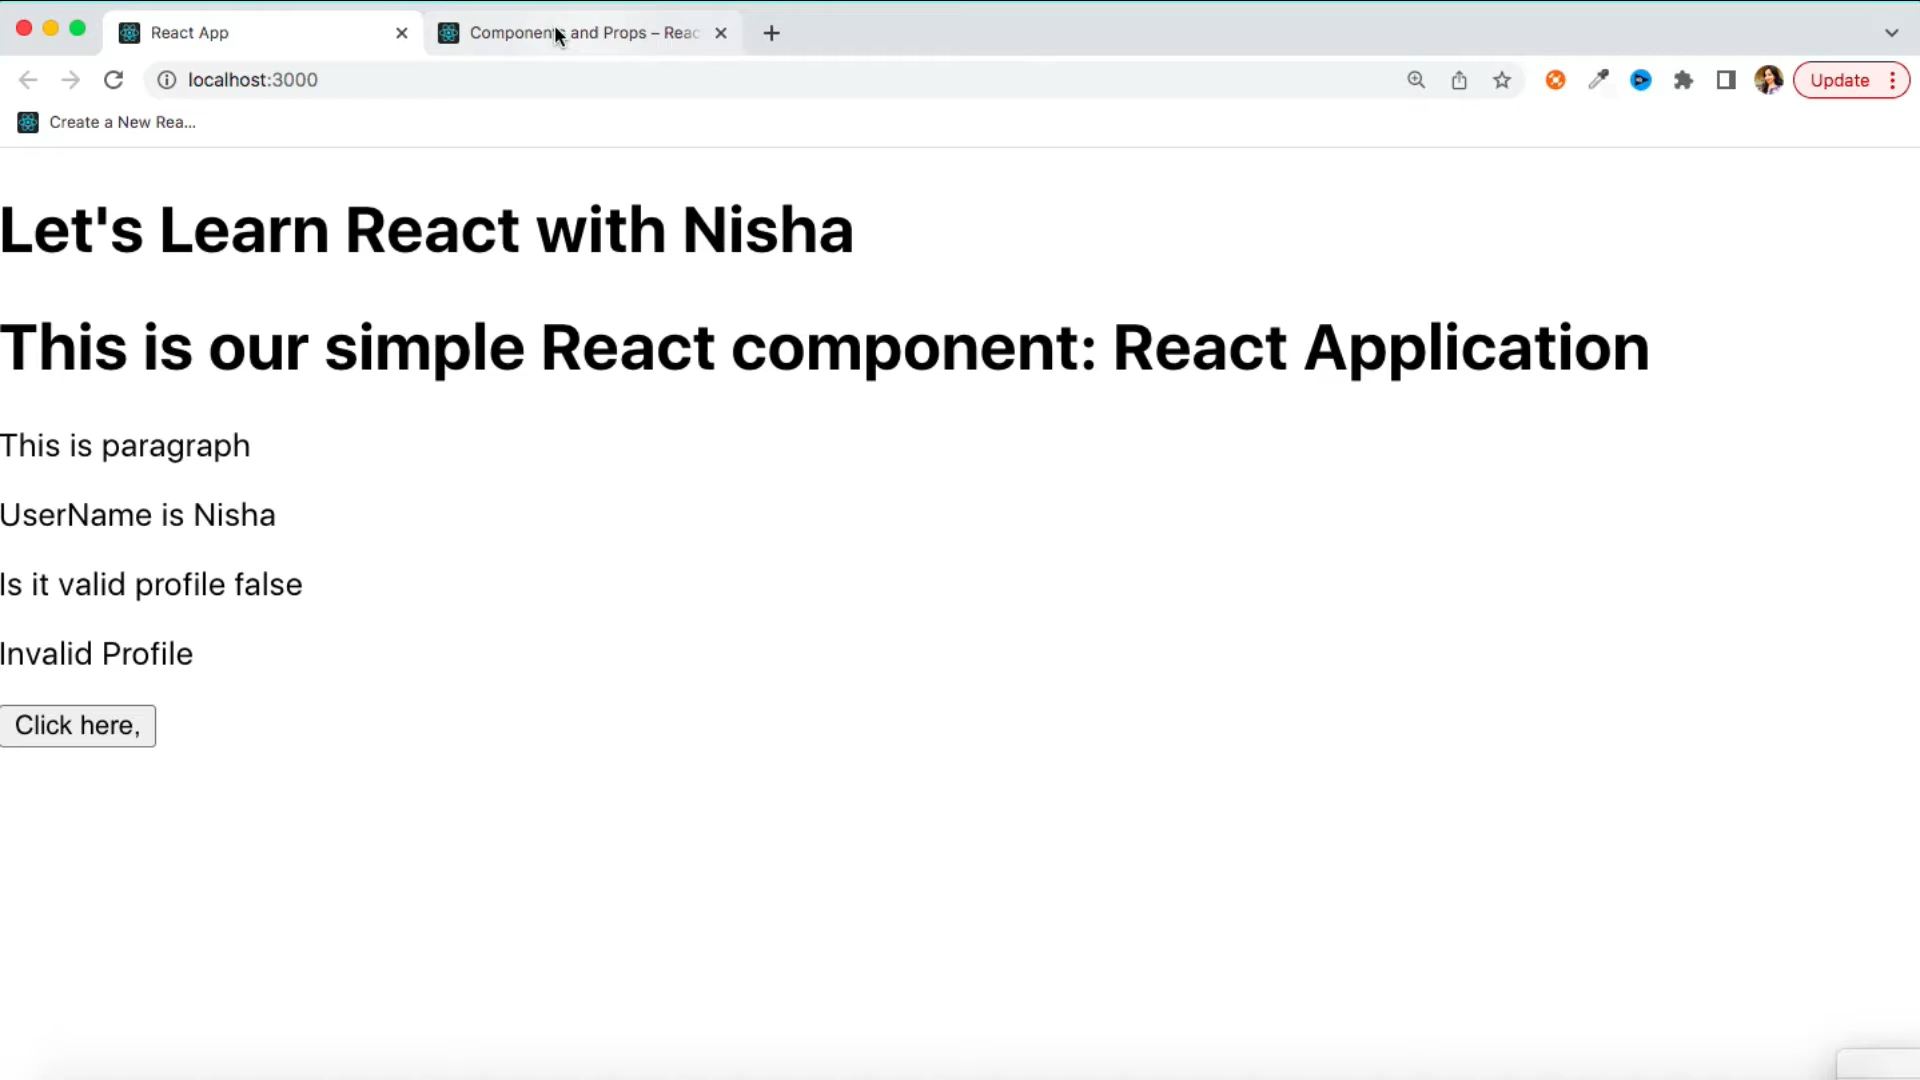 React App
Components and Props – Reac
localhost:3000
Update
Create a New Rea...
Let's Learn React with Nisha
This is our simple React component: React Application
This is paragraph
UserName is Nisha
Is it valid profile false
Invalid Profile
Click here,